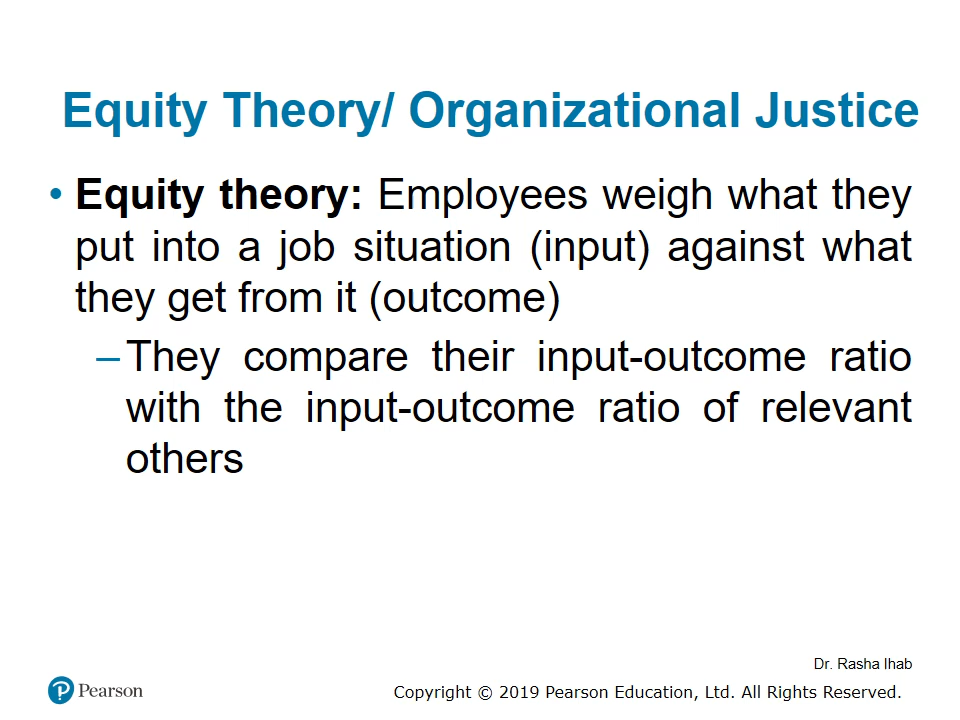 Equity Theory/ Organizational Justice
• Equity theory: Employees weigh what they
put into a job situation (input) against what
they get from it (outcome)
– They compare their input-outcome ratio
with the input-outcome ratio of relevant
others
Dr. Rasha Ihab
P Pearson
Copyright © 2019 Pearson Education, Ltd. All Rights Reserved.